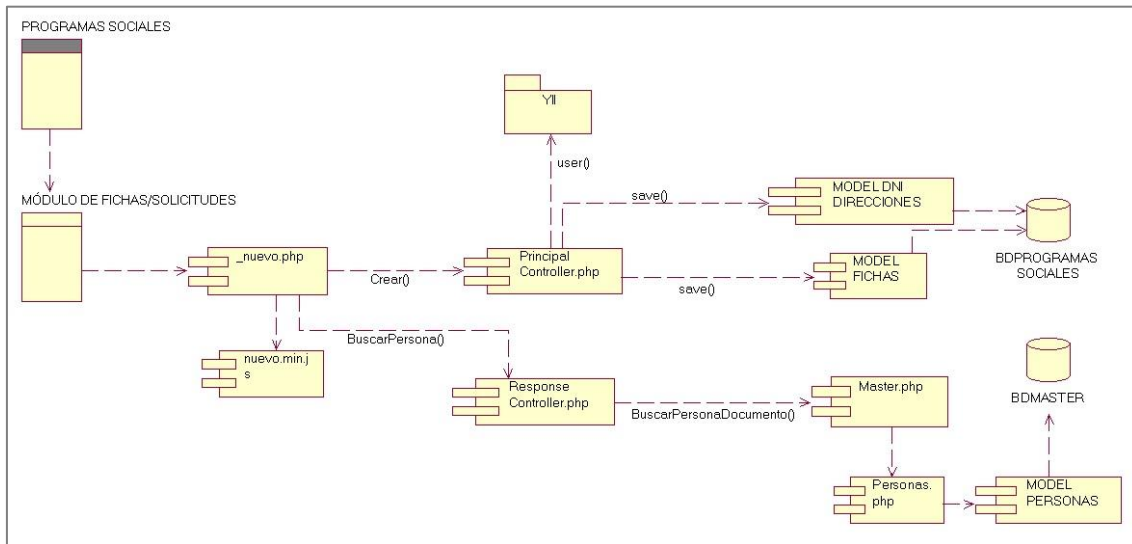 PROGRAMAS SOCIALES
YII
user()
MÓDULO DE FICHAS/SOLICITUDES
save()
MODEL DNI
DIRECCIONES
_nuevo.php
Crear()
Principal
Controller.php
save()
MODEL
FICHAS
BDPROGRAMAS
SOCIALES
BuscarPersona()
nuevo.min.j
s
Response
Controller.php
BuscarPersonaDocumento()
Master.php
BDMASTER
Personas.
php
MODEL
PERSONAS